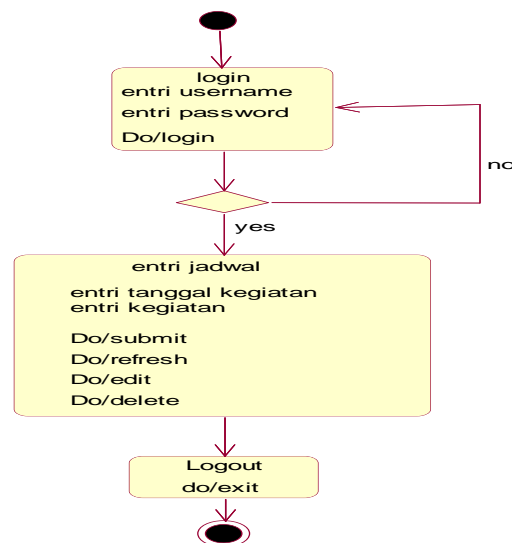 login
entri username
entri password
Do/login
no
yes
entri jadwal
entri tanggal kegiatan
entri kegiatan
Do/submit
Do/refresh
Do/edit
Do/delete
Logout
do/exit